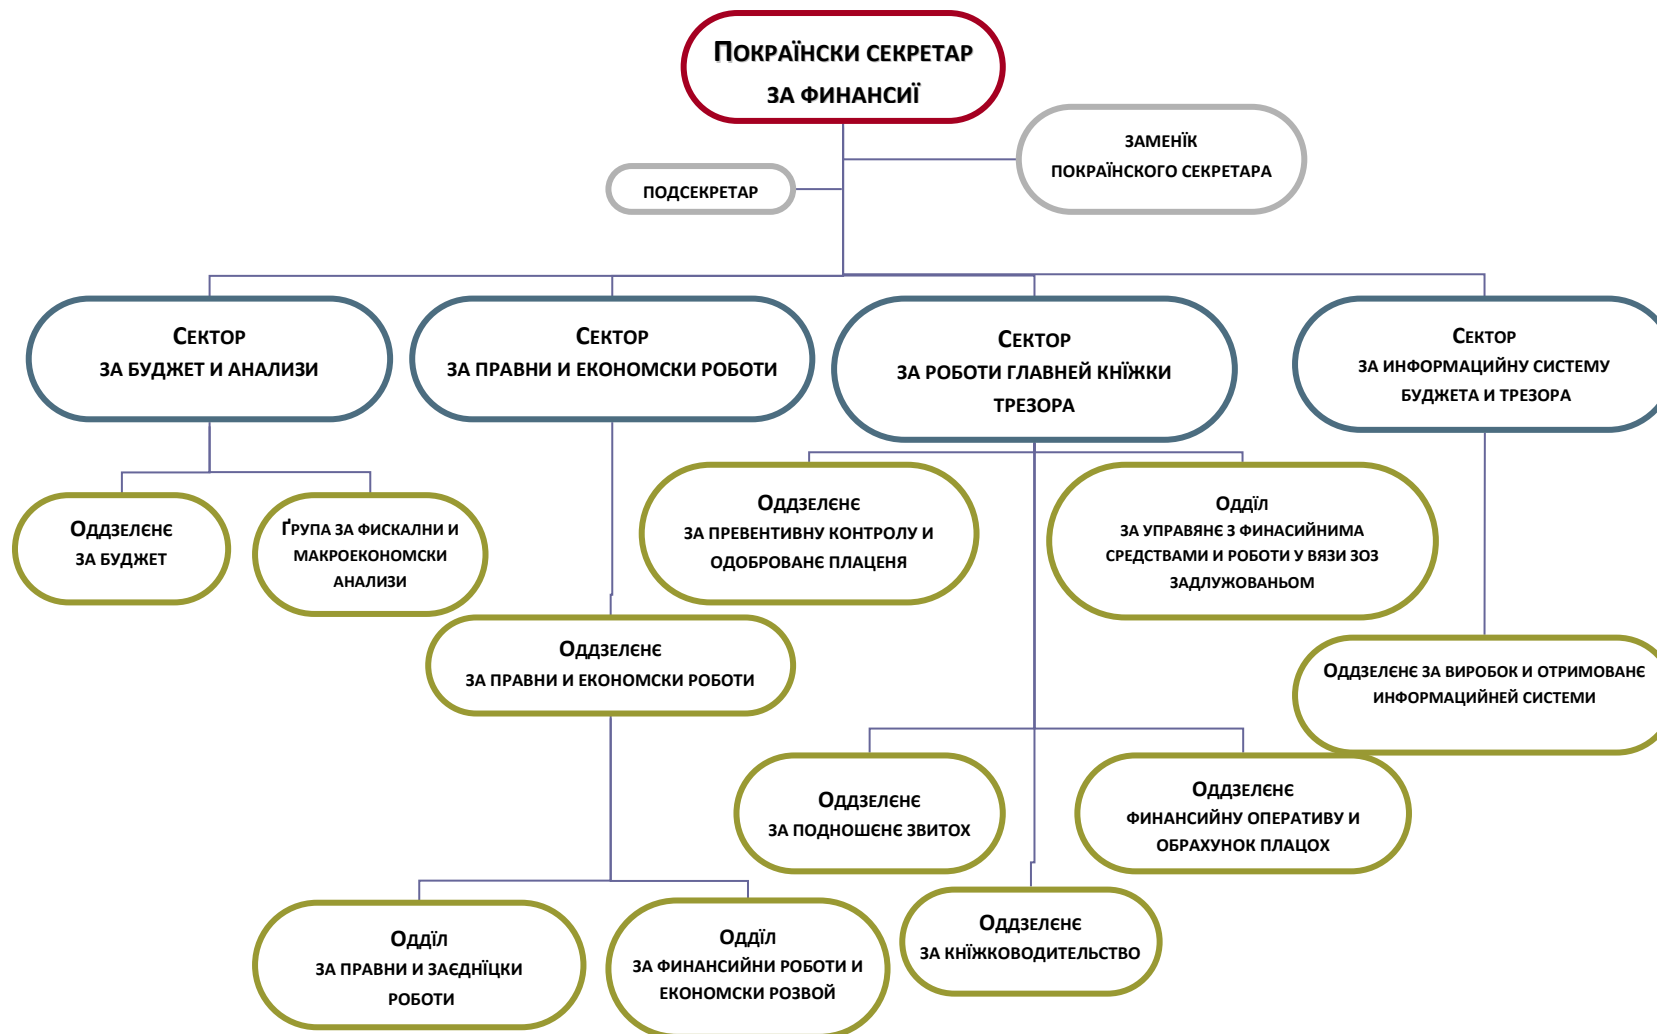 Покраїнски секретар
за финансиї
заменїк
покраїнского секретара
подсекретар
Сектор
за буджет и анализи
Сектор
за правни и економски роботи
Сектор
за роботи главней кнїжки
трезора
Сектор
за информацийну систему
буджета и трезора
Оддзелєнє
за буджет
Ґрупа за фискални и
макроекономски
анализи
Оддзелєнє
за превентивну контролу и
одоброванє плаценя
Оддїл
за управянє з финасийнима
средствами и роботи у вязи зоз
задлужованьом
Оддзелєнє
за правни и економски роботи
Оддзелєнє за виробок и отримованє
информацийней системи
Оддзелєнє
за подношенє звитох
Оддзелєнє
финансийну оперативу и
обрахунок плацох
Оддїл
за правни и заєднїцки
роботи
Оддїл
за финансийни роботи и
економски розвой
Оддзелєнє
за кнїжководительство